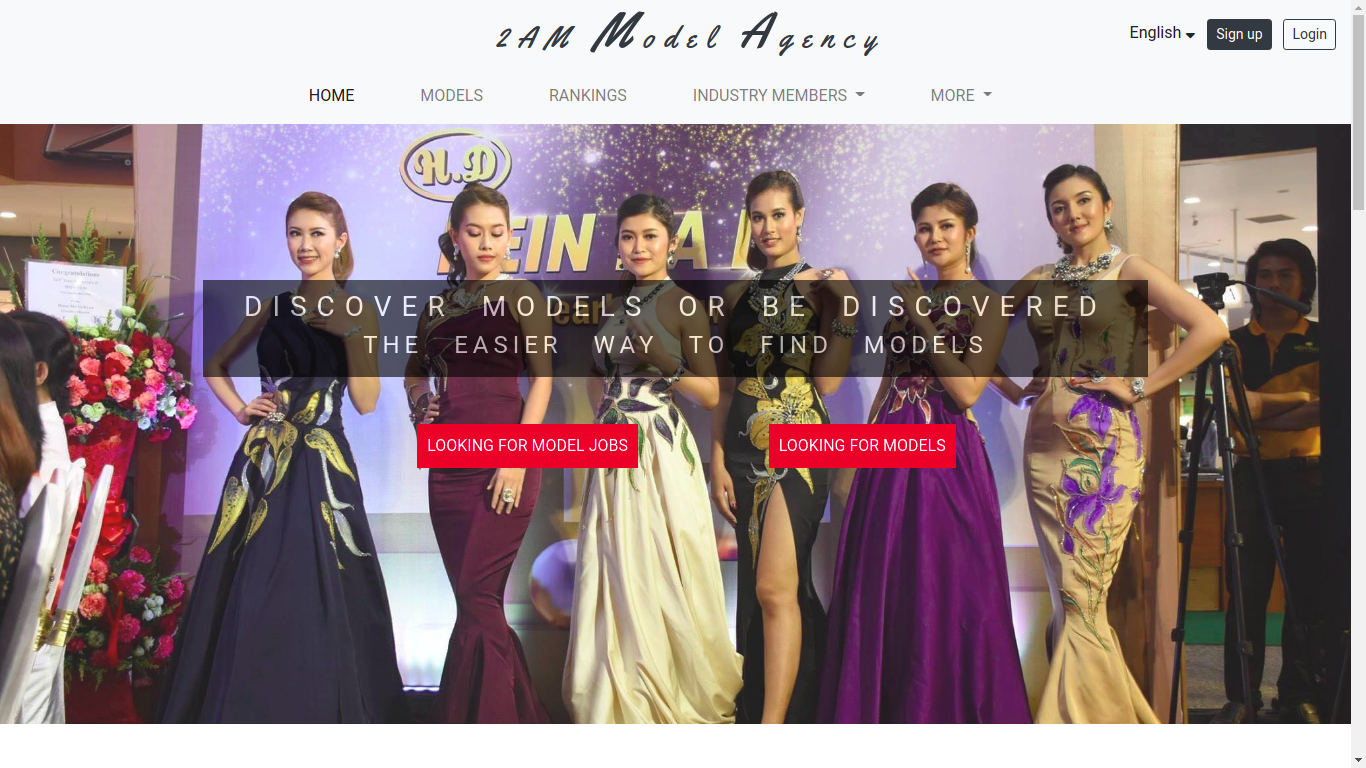 2AM Model Agency
English
Sign up
Login
HOME
MODELS
RANKINGS
INDUSTRY MEMBERS
MORE
H.D
Congratulations
DISCOVER MODELS OR BE DISCOVERED
THE EASIER WAY TO FIND MODELS
LOOKING FOR MODEL JOBS
LOOKING FOR MODELS